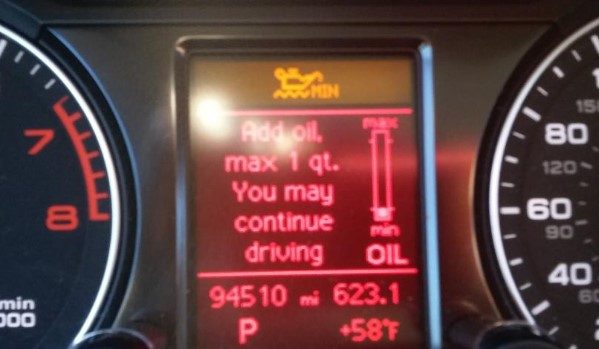 MIN
Add oil,
max 1 qt.
You may
continue
driving
max
min
OIL
94510 mi 623.1
P +58°F
7
8
min
000
80
120
60
90
40